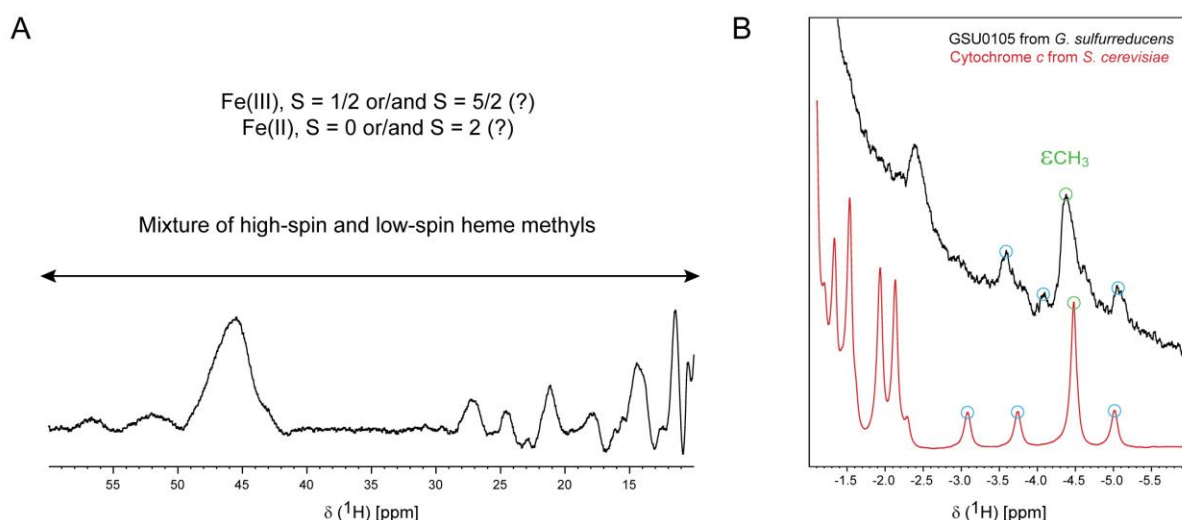 A
Fe(III), S = 1/2 or/and S = 5/2 (?)
Fe(II), S = 0 or/and S = 2 (?)
Mixture of high-spin and low-spin heme methyls
55 50 45 40 35 30 25 20 15
δ (¹H) [ppm]
B
GSU0105 from G. sulfurreducens
Cytochrome c from S. cerevisiae
εCH₃
-1.5 -2.0 -2.5 -3.0 -3.5 -4.0 -4.5 -5.0 -5.5
δ (¹H) [ppm]